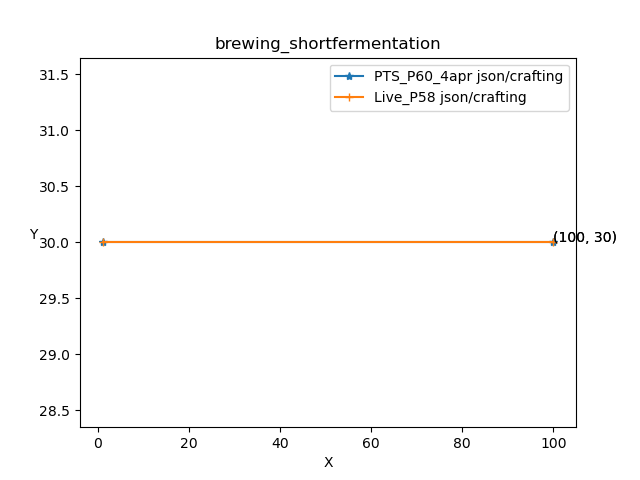 brewing_shortfermentation
PTS_P60_4apr json/crafting
Live_P58 json/crafting
31.5
31.0
30.5
Y
30.0
(100, 30)
29.5
29.0
28.5
0
20
40
60
80
100
X